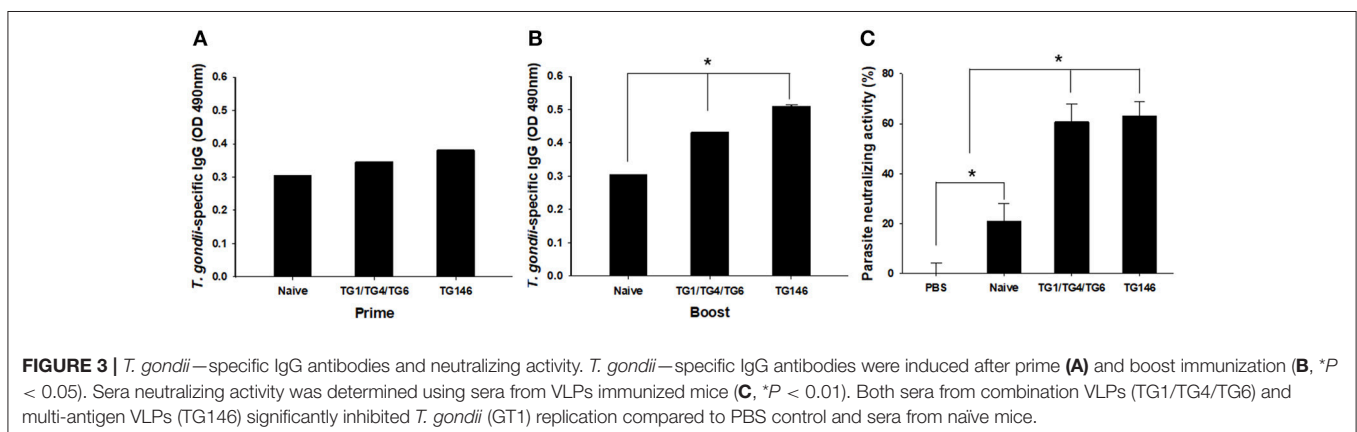 A
T. gondii-specific IgG (OD 490nm)
0.6
0.5
0.4
0.3
0.2
0.1
0.0
Naive TG1/TG4/TG6 TG146
Prime
B
*
T. gondii-specific IgG (OD 490nm)
0.6
0.5
0.4
0.3
0.2
0.1
0.0
Naive TG1/TG4/TG6 TG146
Boost
C
*
*
Parasite neutralizing activity (%)
80
60
40
20
0
PBS Naive TG1/TG4/TG6 TG146
FIGURE 3 | T. gondii—specific IgG antibodies and neutralizing activity. T. gondii—specific IgG antibodies were induced after prime (A) and boost immunization (B, *P
< 0.05). Sera neutralizing activity was determined using sera from VLPs immunized mice (C, *P < 0.01). Both sera from combination VLPs (TG1/TG4/TG6) and
multi-antigen VLPs (TG146) significantly inhibited T. gondii (GT1) replication compared to PBS control and sera from naïve mice.